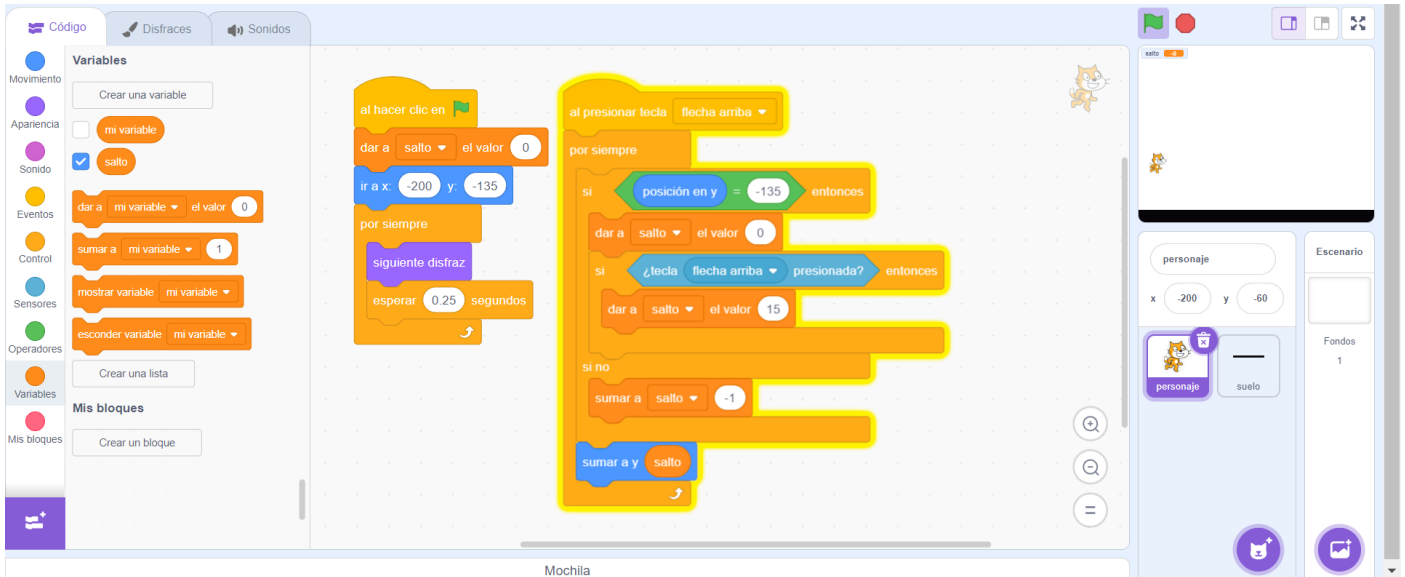 Código
Disfraces
Sonidos
Movimiento
Apariencia
Sonido
Eventos
Control
Sensores
Operadores
Variables
Mis bloques
Variables
Crear una variable
mi variable
salto
dar a mi variable el valor 0
sumar a mi variable 1
mostrar variable mi variable
esconder variable mi variable
Crear una lista
Mis bloques
Crear un bloque
al hacer clic en
dar a salto el valor 0
ir a x: -200 y: -135
por siempre
siguiente disfraz
esperar 0.25 segundos
al presionar tecla flecha arriba
por siempre
si posición en y = -135 entonces
dar a salto el valor 0
si ¿tecla flecha arriba presionada? entonces
dar a salto el valor 15
si no
sumar a salto -1
sumar a y salto
=
salto
personaje
x -200 y -60
personaje
suelo
Escenario
Fondos
1
Mochila